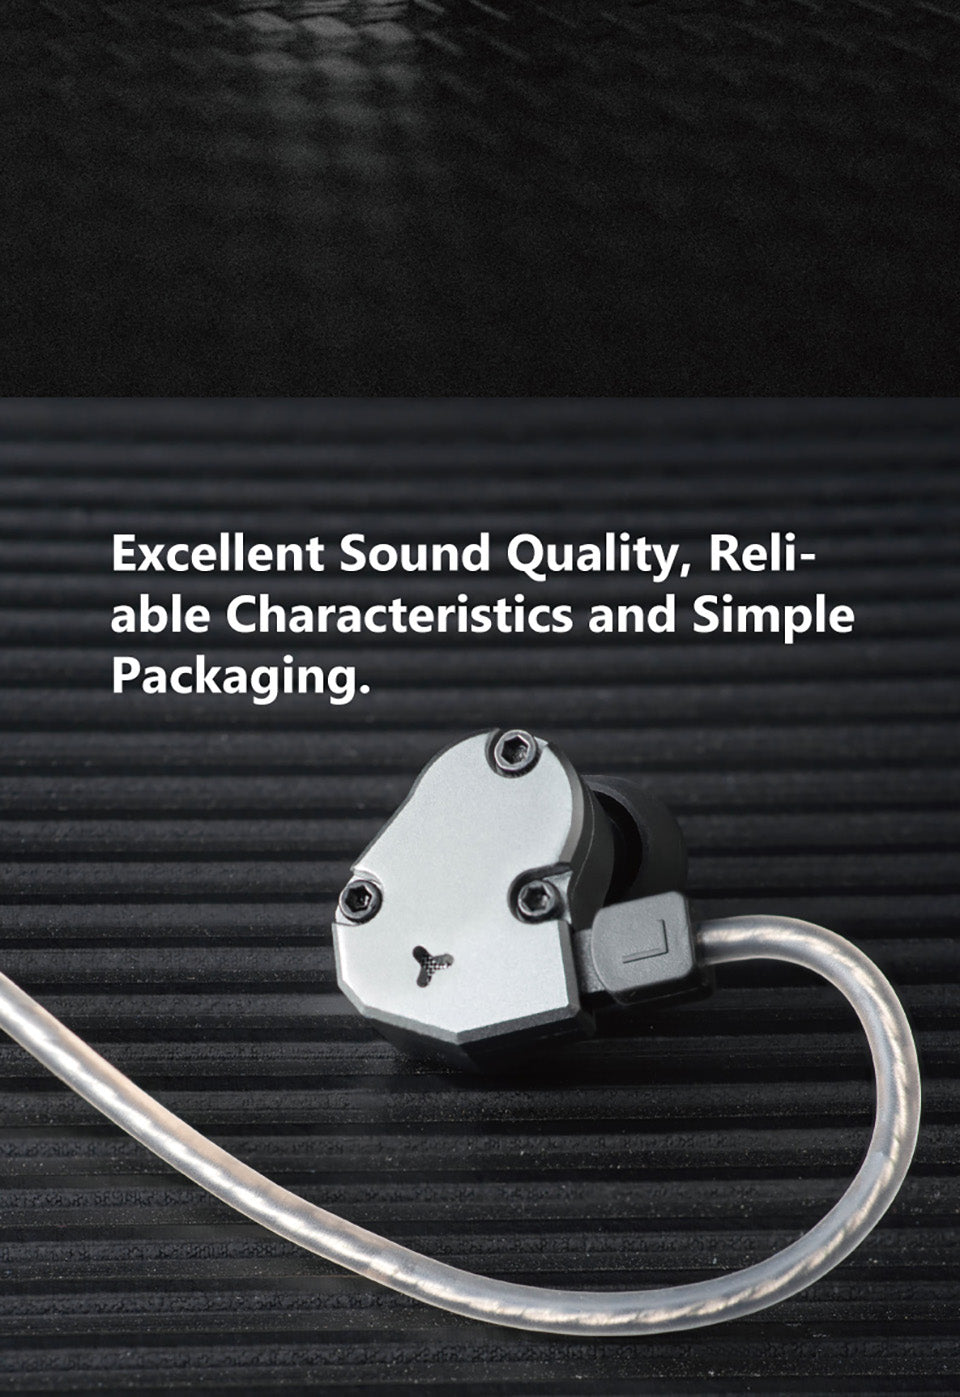 Excellent Sound Quality, Reli-
able Characteristics and Simple
Packaging.
L